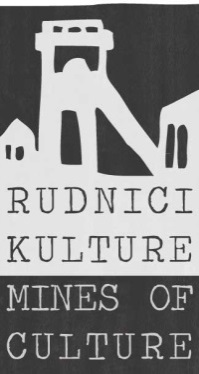 RUDNICI
KULTURE
MINES OF
CULTURE